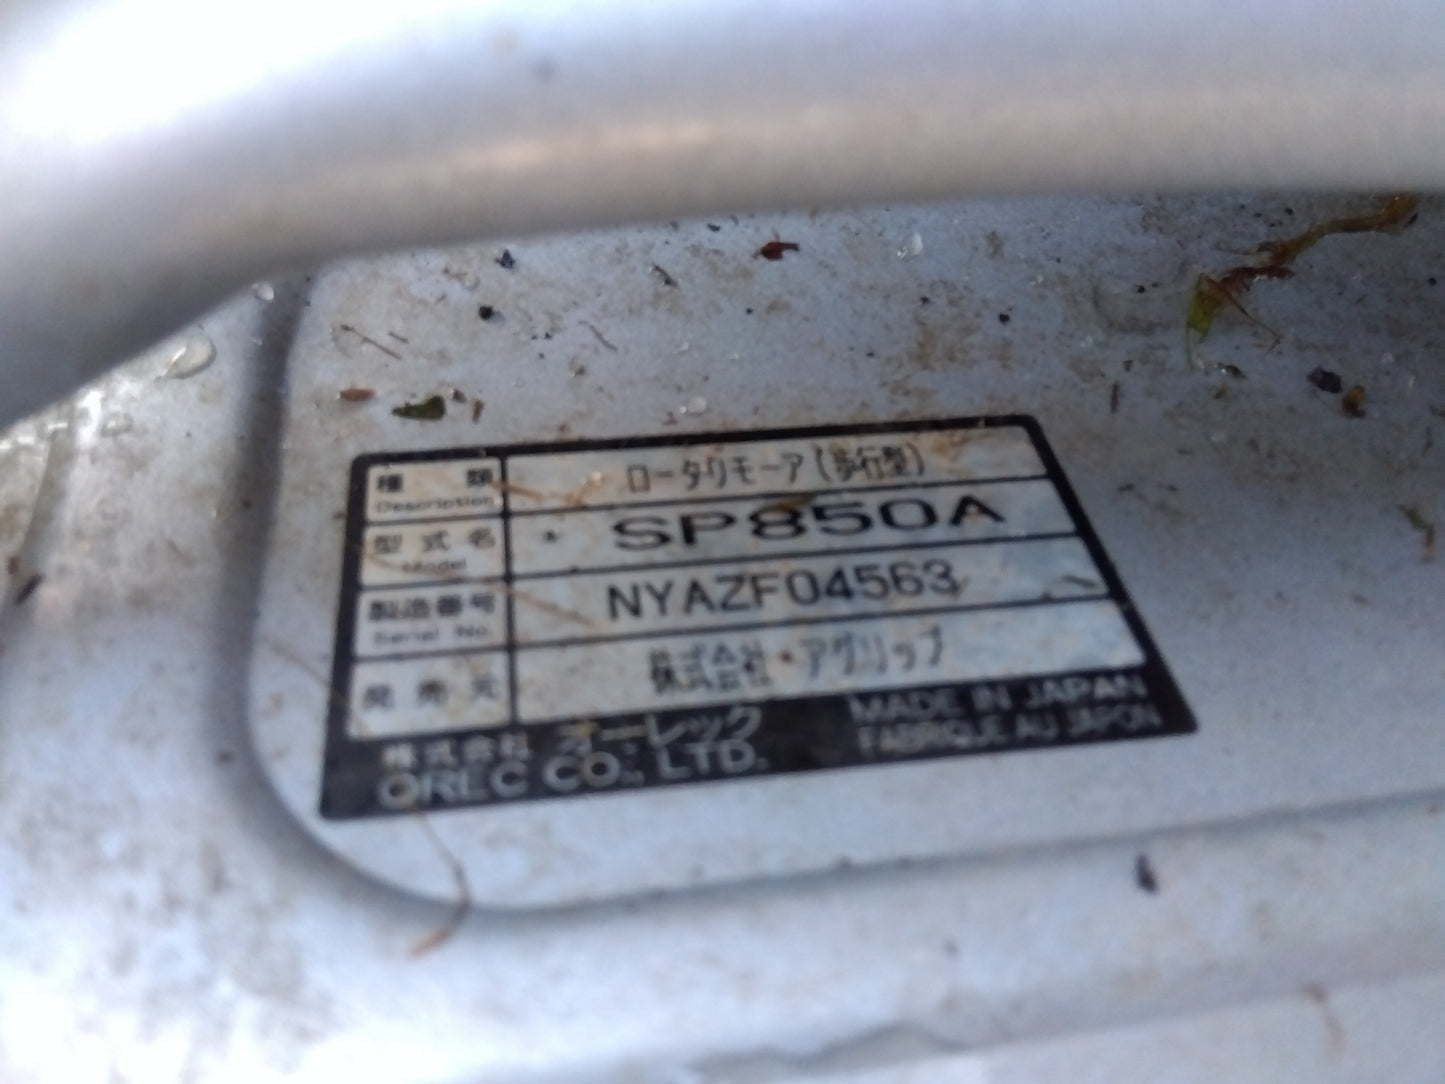 種類 ロータリモーア(歩行型)
Description
型式名 * SP850A
Model
製造番号 NYAZF04563
Serial No.
発売元 株式会社・アグリップ
株式会社 オーレック MADE IN JAPAN
OREC CO., LTD. FABRIQUE AU JAPON